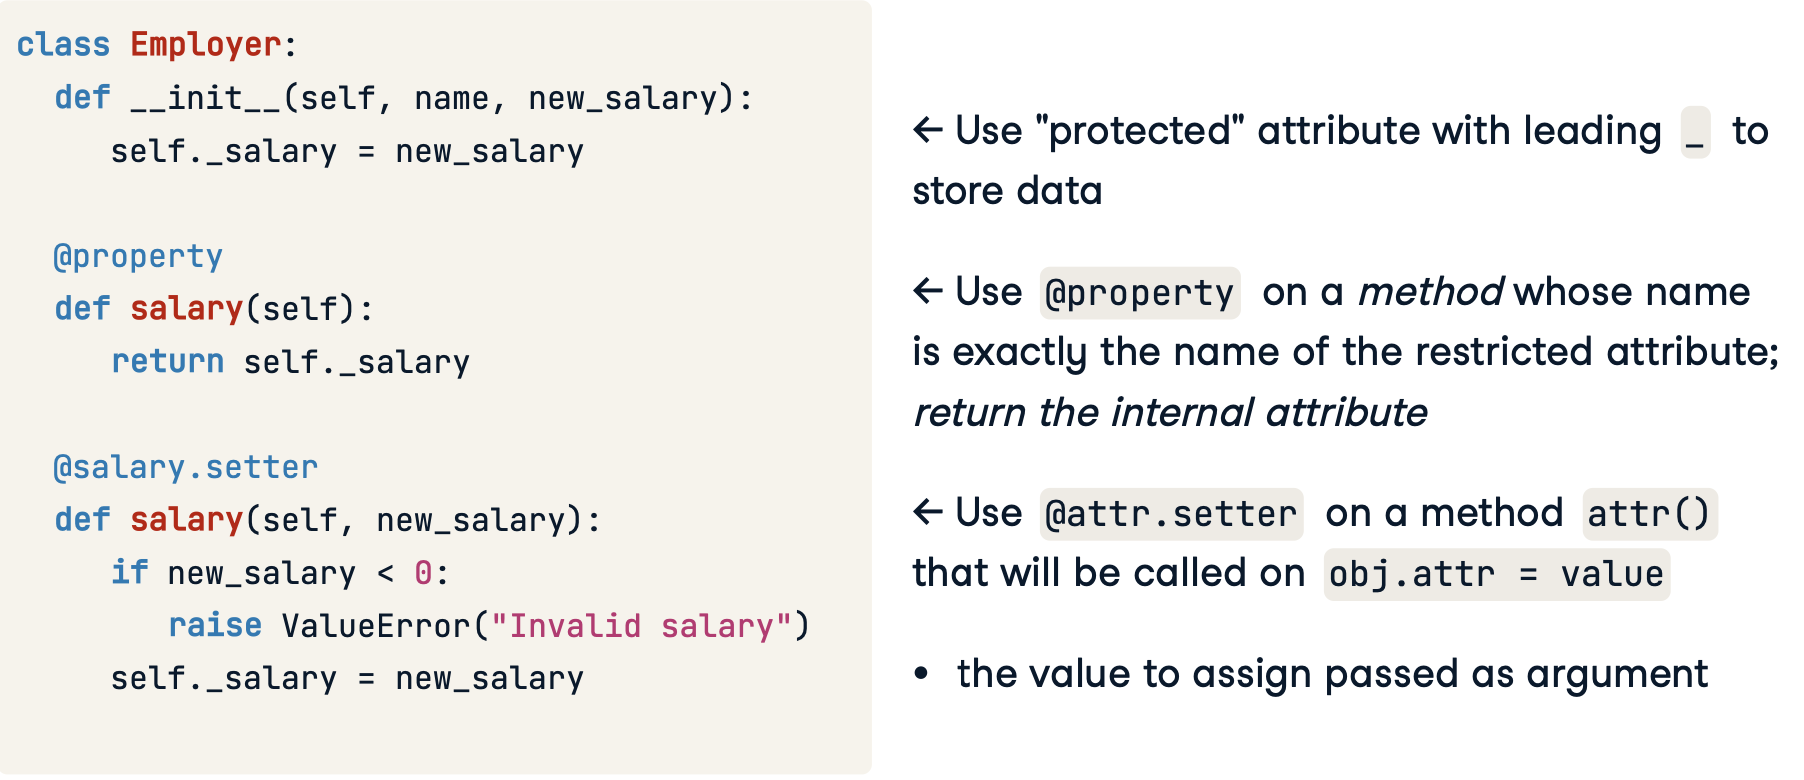 class Employer:
  def __init__(self, name, new_salary):
     self._salary = new_salary

  @property
  def salary(self):
     return self._salary

  @salary.setter
  def salary(self, new_salary):
     if new_salary < 0:
        raise ValueError("Invalid salary")
     self._salary = new_salary

← Use "protected" attribute with leading _ to
store data
← Use @property on a method whose name
is exactly the name of the restricted attribute;
return the internal attribute
← Use @attr.setter on a method attr()
that will be called on obj.attr = value
• the value to assign passed as argument